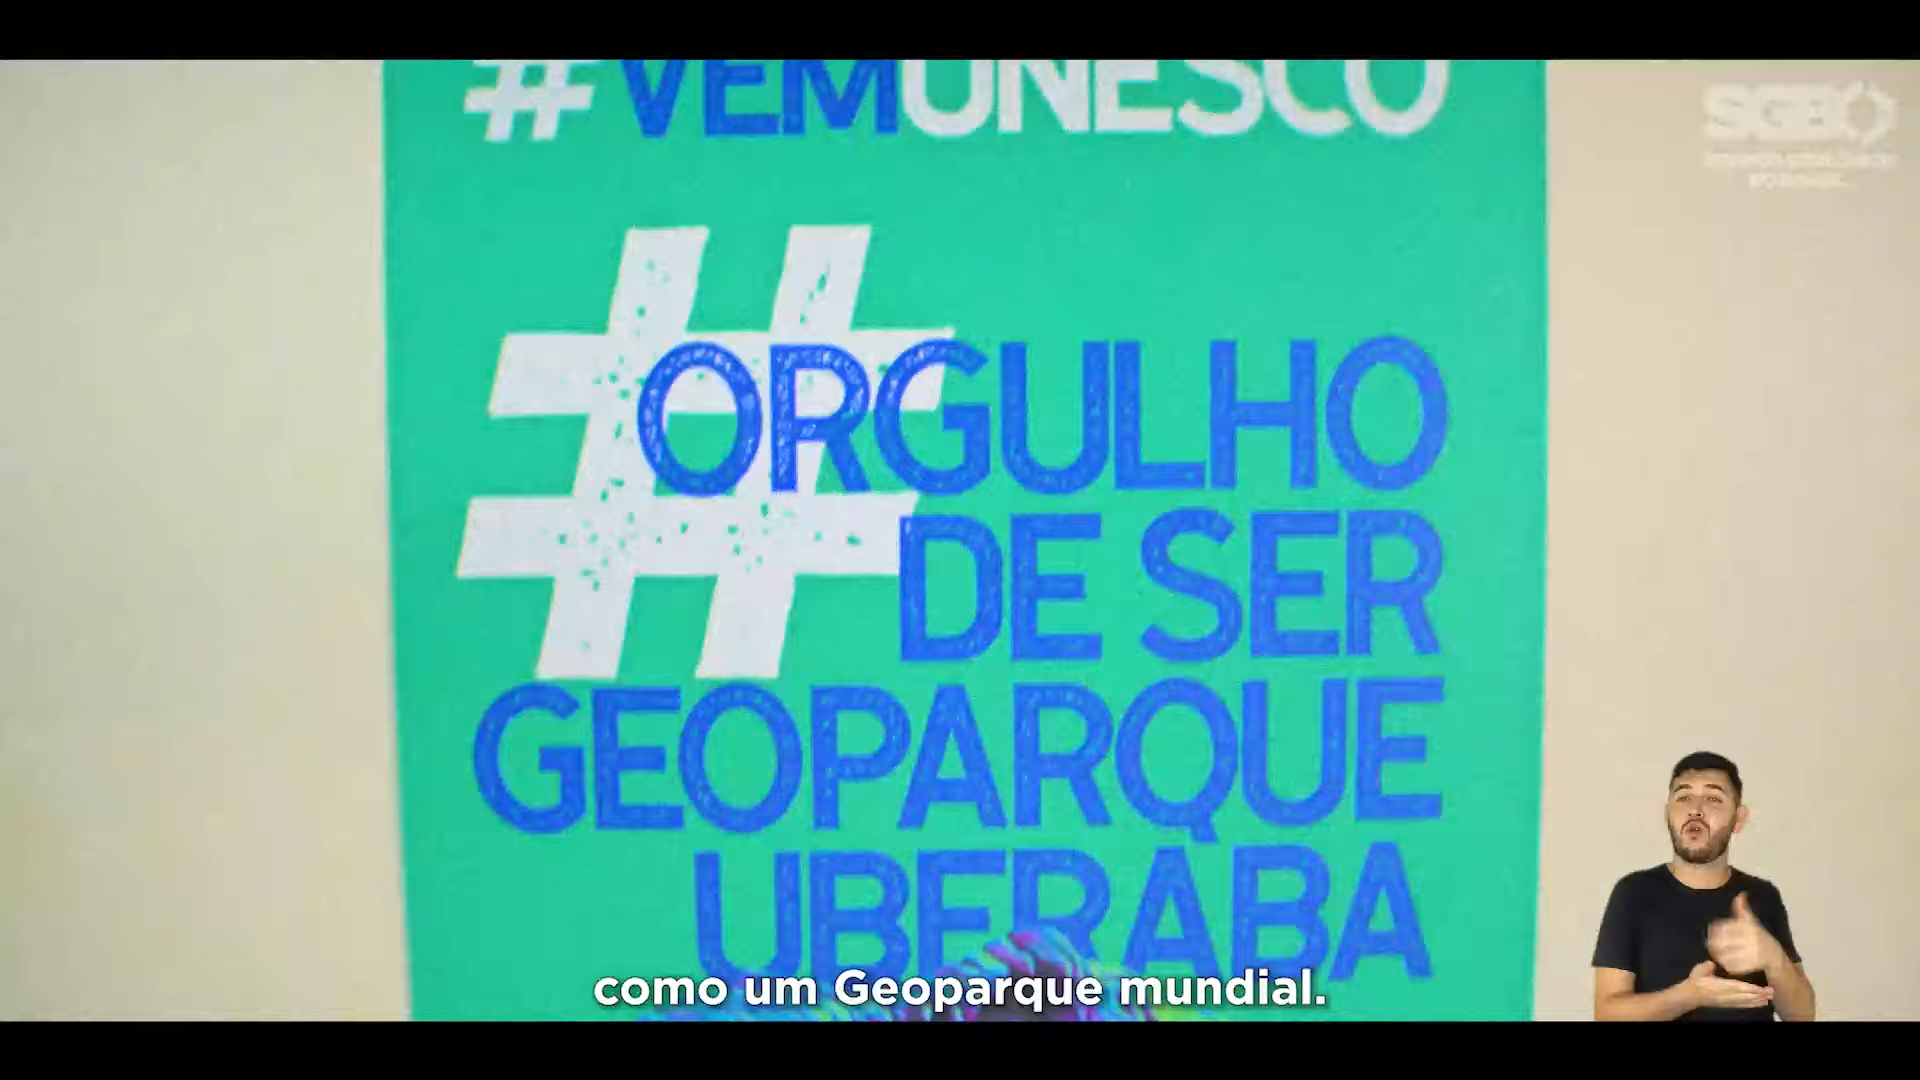 #VEMUNESCO
SGB
#ORGULHO
DE SER
GEOPARQUE
UBERABA
como um Geoparque mundial.